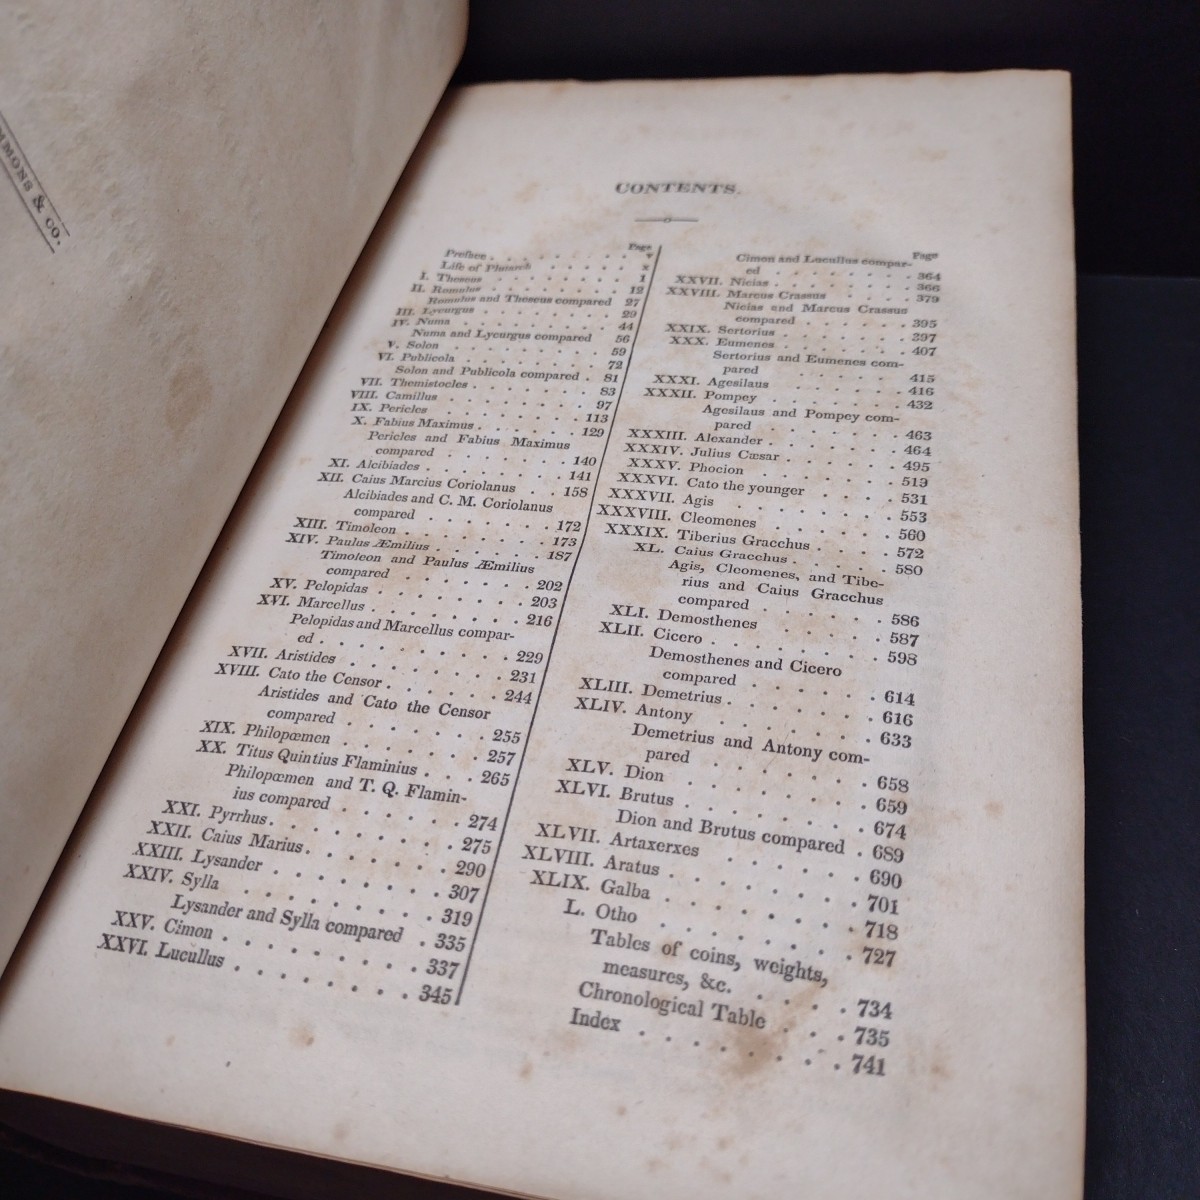 MMONS & CO.
CONTENTS.
Page
Preface . . . . . . . . v
Life of Plutarch . . . . . x
I. Theseus . . . . . . . 1
II. Romulus . . . . . . . 12
Romulus and Theseus compared 27
III. Lycurgus . . . . . . . 29
IV. Numa . . . . . . . 44
Numa and Lycurgus compared 56
V. Solon . . . . . . . 59
VI. Publicola . . . . . . . 72
Solon and Publicola compared . 81
VII. Themistocles . . . . . . . 83
VIII. Camillus . . . . . . . 97
IX. Pericles . . . . . . . 113
X. Fabius Maximus . . . . . . 129
Pericles and Fabius Maximus
compared . . . . . . . 140
XI. Alcibiades . . . . . . . 141
XII. Caius Marcius Coriolanus . . 158
Alcibiades and C. M. Coriolanus
compared . . . . . . . 172
XIII. Timoleon . . . . . . . 173
XIV. Paulus Æmilius . . . . . . 187
Timoleon and Paulus Æmilius
compared . . . . . . . 202
XV. Pelopidas . . . . . . . 203
XVI. Marcellus . . . . . . . 216
Pelopidas and Marcellus compar-
ed . . . . . . . . 229
XVII. Aristides . . . . . . . 231
XVIII. Cato the Censor . . . . . . 244
Aristides and Cato the Censor
compared . . . . . . . 255
XIX. Philopœmen . . . . . . . 257
XX. Titus Quintius Flaminius . . . 265
Philopœmen and T. Q. Flamin-
ius compared . . . . . . 274
XXI. Pyrrhus . . . . . . . . 275
XXII. Caius Marius . . . . . . . 290
XXIII. Lysander . . . . . . . . 307
XXIV. Sylla . . . . . . . . 319
Lysander and Sylla compared . 335
XXV. Cimon . . . . . . . . 337
XXVI. Lucullus . . . . . . . . 345
Page
Cimon and Lucullus compar-
ed . . . . . . . . 364
XXVII. Nicias . . . . . . . 366
XXVIII. Marcus Crassus . . . . 379
Nicias and Marcus Crassus
compared . . . . . . 395
XXIX. Sertorius . . . . . . 397
XXX. Eumenes . . . . . . . 407
Sertorius and Eumenes com-
pared . . . . . . . 415
XXXI. Agesilaus . . . . . . 416
XXXII. Pompey . . . . . . . 432
Agesilaus and Pompey com-
pared . . . . . . . 463
XXXIII. Alexander . . . . . . 464
XXXIV. Julius Cæsar . . . . . . 495
XXXV. Phocion . . . . . . . 519
XXXVI. Cato the younger . . . . 531
XXXVII. Agis . . . . . . . 553
XXXVIII. Cleomenes . . . . . . 560
XXXIX. Tiberius Gracchus . . . . 572
XL. Caius Gracchus . . . . . 580
Agis, Cleomenes, and Tibe-
rius and Caius Gracchus
compared . . . . . . 586
XLI. Demosthenes . . . . . 587
XLII. Cicero . . . . . . . 598
Demosthenes and Cicero
compared . . . . . . 614
XLIII. Demetrius . . . . . . 616
XLIV. Antony . . . . . . . 633
Demetrius and Antony com-
pared . . . . . . . 658
XLV. Dion . . . . . . . 659
XLVI. Brutus . . . . . . . 674
Dion and Brutus compared . 689
XLVII. Artaxerxes . . . . . . 690
XLVIII. Aratus . . . . . . . 701
XLIX. Galba . . . . . . . 718
L. Otho . . . . . . . 727
Tables of coins, weights,
measures, &c. . . . . 734
Chronological Table . . . 735
Index . . . . . . . 741